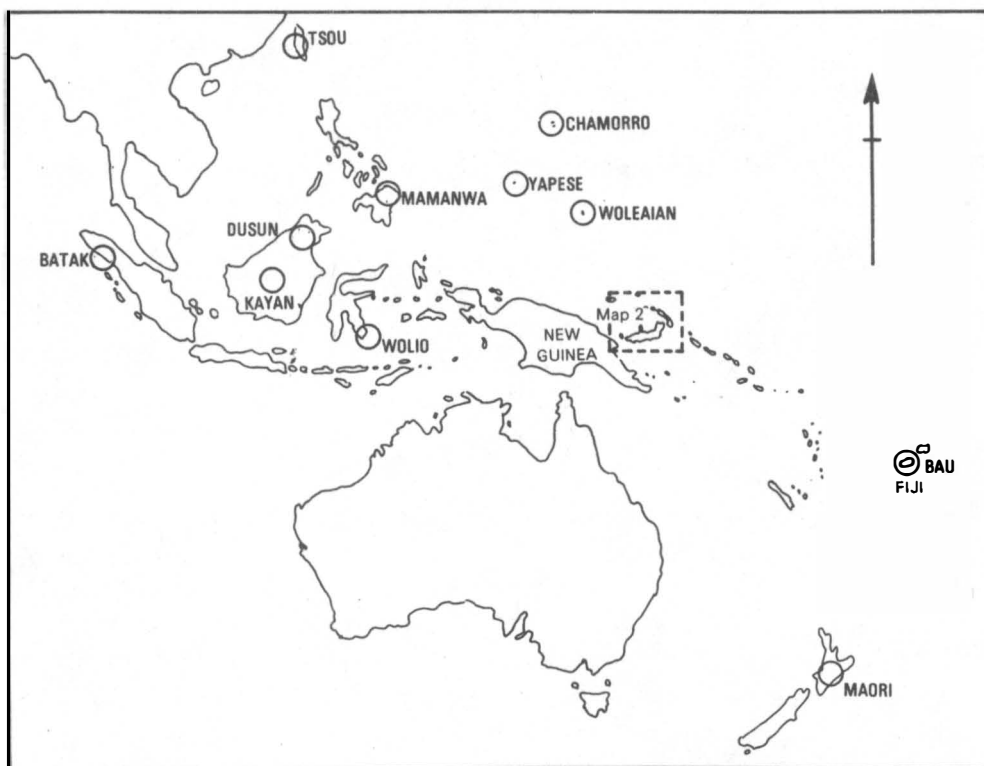 TSOU
CHAMORRO
YAPESE
MAMANWA
WOLEAIAN
DUSUN
BATAK
KAYAN
Map 2
WOLIO
NEW
GUINEA
BAU
FIJI
MAORI